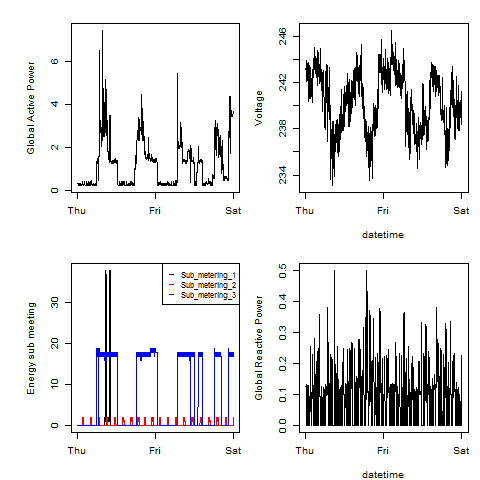 Global Active Power
0 2 4 6
Thu Fri Sat
Voltage
234 238 242 246
Thu Fri Sat
datetime
Energy sub meeting
0 10 20 30
Sub_metering_1
Sub_metering_2
Sub_metering_3
Thu Fri Sat
Global Reactive Power
0.0 0.1 0.2 0.3 0.4 0.5
Thu Fri Sat
datetime